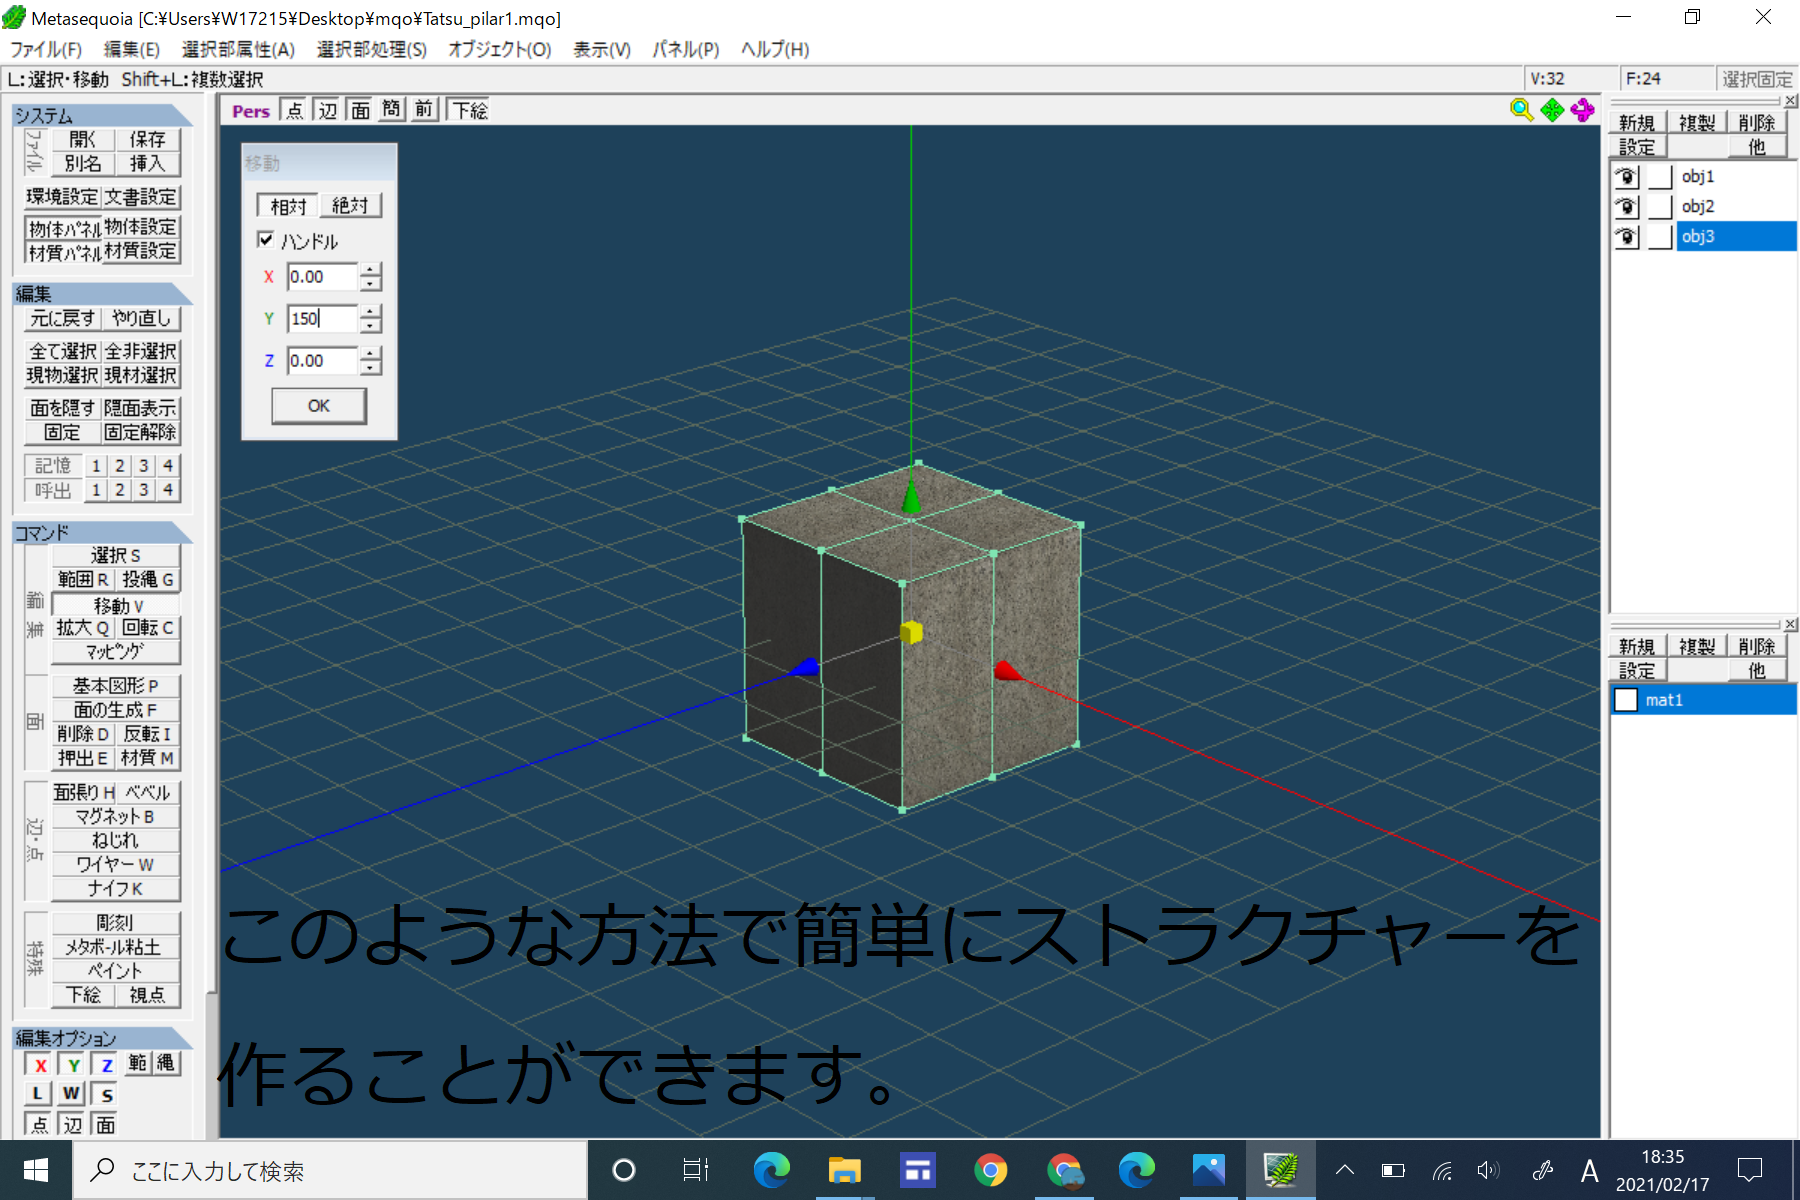 Metasequoia [C:¥Users¥W17215¥Desktop¥mqo¥Tatsu_pilar1.mqo]
ファイル(F) 編集(E) 選択部属性(A) 選択部処理(S) オブジェクト(O) 表示(V) パネル(P) ヘルプ(H)
L:選択・移動 Shift+L:複数選択 V:32 F:24 選択固定
システム
ファイル
開く 保存
別名 挿入
環境設定 文書設定
物体パネル 物体設定
材質パネル 材質設定
編集
元に戻す やり直し
全て選択 全非選択
現物選択 現材選択
面を隠す 隠面表示
固定 固定解除
記憶 1 2 3 4
呼出 1 2 3 4
コマンド
選択 S
範囲 R 投縄 G
移動 V
拡大 Q 回転 C
マッピング
基本図形 P
面の生成 F
削除 D 反転 I
押出 E 材質 M
面張り H ベベル
マグネット B
ねじれ
ワイヤー W
ナイフ K
辺・点
彫刻
メタボール粘土
ペイント
下絵 視点
特殊
編集オプション
X Y Z 範 縄
L W S
点 辺 面
Pers 点 辺 面 簡 前 下絵
移動
相対 絶対
ハンドル
X 0.00
Y 150
Z 0.00
OK
新規 複製 削除
設定 他
obj1
obj2
obj3
新規 複製 削除
設定 他
mat1
このような方法で簡単にストラクチャーを
作ることができます。
ここに入力して検索
A
18:35
2021/02/17